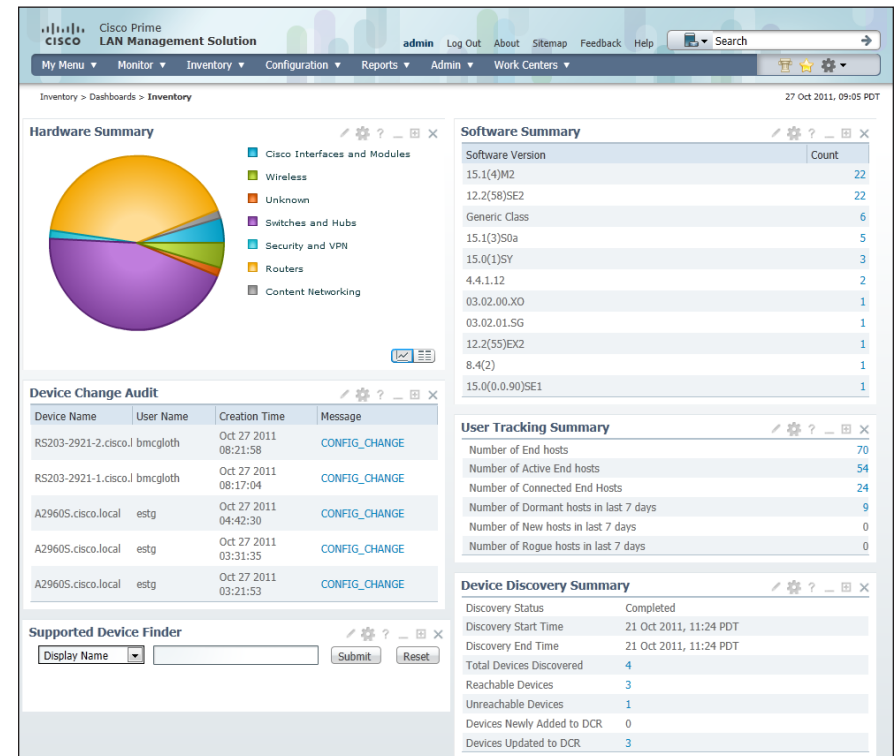 Cisco Prime
CISCO LAN Management Solution
admin Log Out About Sitemap Feedback Help Search
My Menu Monitor Inventory Configuration Reports Admin Work Centers
Inventory > Dashboards > Inventory
27 Oct 2011, 09:05 PDT
Hardware Summary
Cisco Interfaces and Modules
Wireless
Unknown
Switches and Hubs
Security and VPN
Routers
Content Networking
Device Change Audit
Device Name User Name Creation Time Message
RS203-2921-2.cisco.l bmcgloth Oct 27 2011 08:21:58 CONFIG_CHANGE
RS203-2921-1.cisco.l bmcgloth Oct 27 2011 08:17:04 CONFIG_CHANGE
A2960S.cisco.local estg Oct 27 2011 04:42:30 CONFIG_CHANGE
A2960S.cisco.local estg Oct 27 2011 03:31:35 CONFIG_CHANGE
A2960S.cisco.local estg Oct 27 2011 03:21:53 CONFIG_CHANGE
Supported Device Finder
Display Name Submit Reset
Software Summary
Software Version Count
15.1(4)M2 22
12.2(58)SE2 22
Generic Class 6
15.1(3)S0a 5
15.0(1)SY 3
4.4.1.12 2
03.02.00.XO 1
03.02.01.SG 1
12.2(55)EX2 1
8.4(2) 1
15.0(0.0.90)SE1 1
User Tracking Summary
Number of End hosts 70
Number of Active End hosts 54
Number of Connected End Hosts 24
Number of Dormant hosts in last 7 days 9
Number of New hosts in last 7 days 0
Number of Rogue hosts in last 7 days 0
Device Discovery Summary
Discovery Status Completed
Discovery Start Time 21 Oct 2011, 11:24 PDT
Discovery End Time 21 Oct 2011, 11:24 PDT
Total Devices Discovered 4
Reachable Devices 3
Unreachable Devices 1
Devices Newly Added to DCR 0
Devices Updated to DCR 3